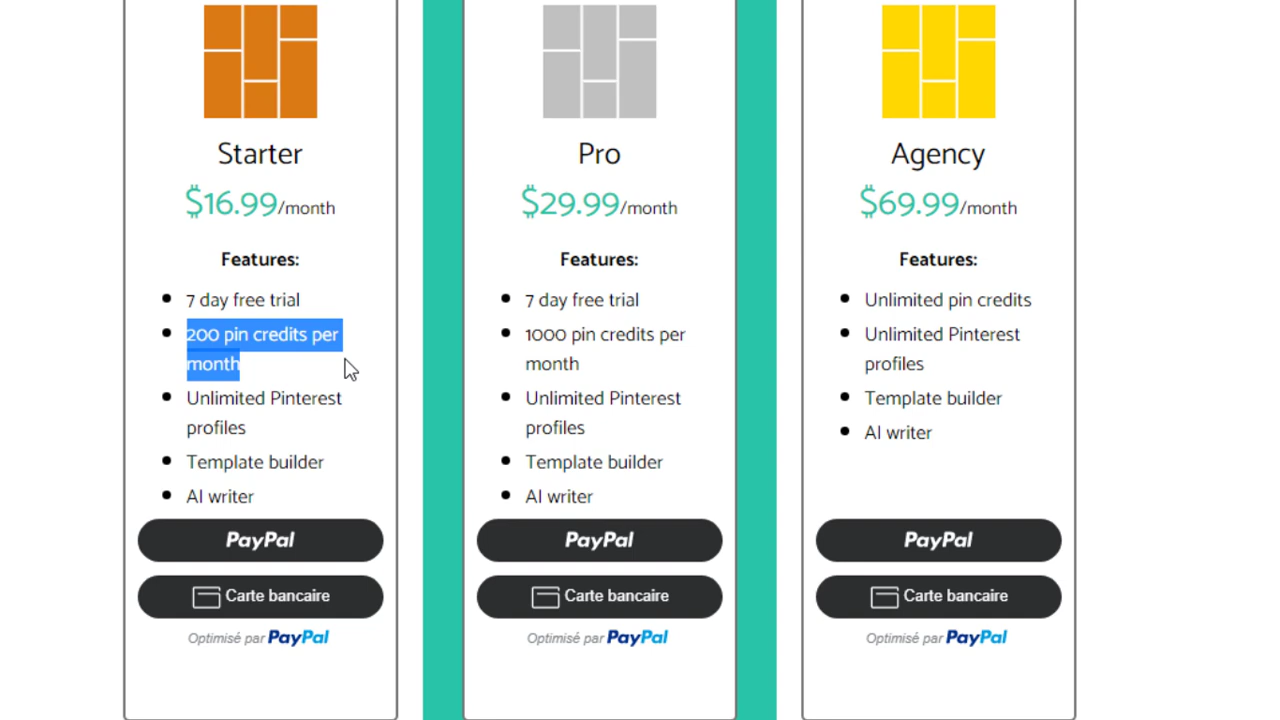 Starter
$16.99/month
Features:
7 day free trial
200 pin credits per
month
Unlimited Pinterest
profiles
Template builder
AI writer
PayPal
Carte bancaire
Optimisé par PayPal
Pro
$29.99/month
Features:
7 day free trial
1000 pin credits per
month
Unlimited Pinterest
profiles
Template builder
AI writer
PayPal
Carte bancaire
Optimisé par PayPal
Agency
$69.99/month
Features:
Unlimited pin credits
Unlimited Pinterest
profiles
Template builder
AI writer
PayPal
Carte bancaire
Optimisé par PayPal